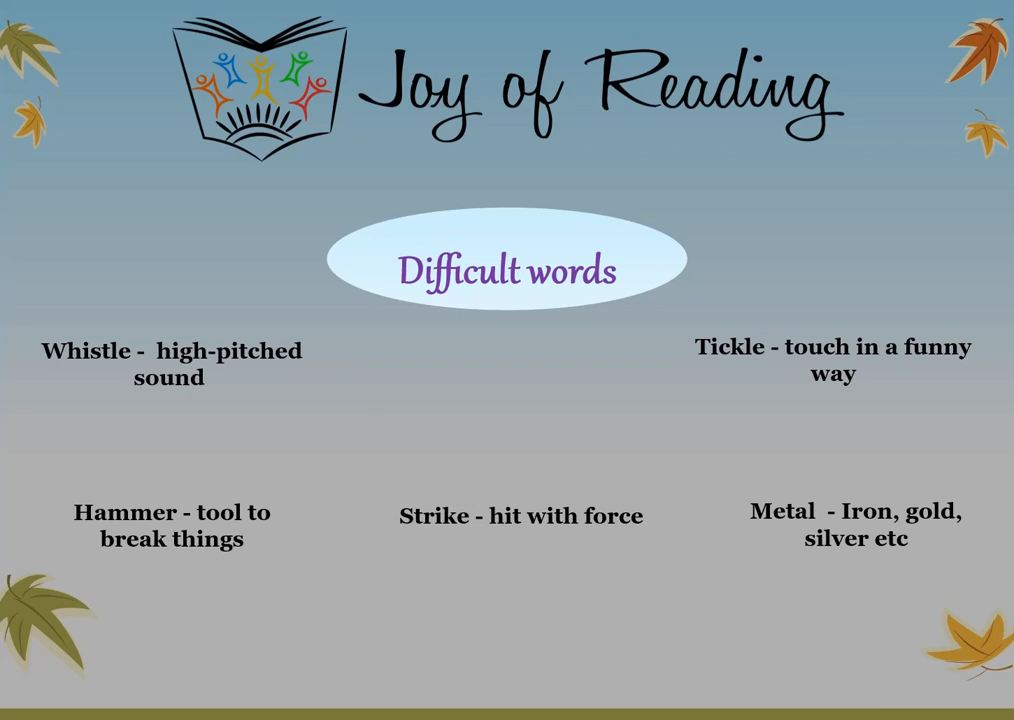 Joy of Reading
Difficult words
Whistle -  high-pitched
sound
Tickle - touch in a funny
way
Hammer - tool to
break things
Strike - hit with force
Metal  - Iron, gold,
silver etc